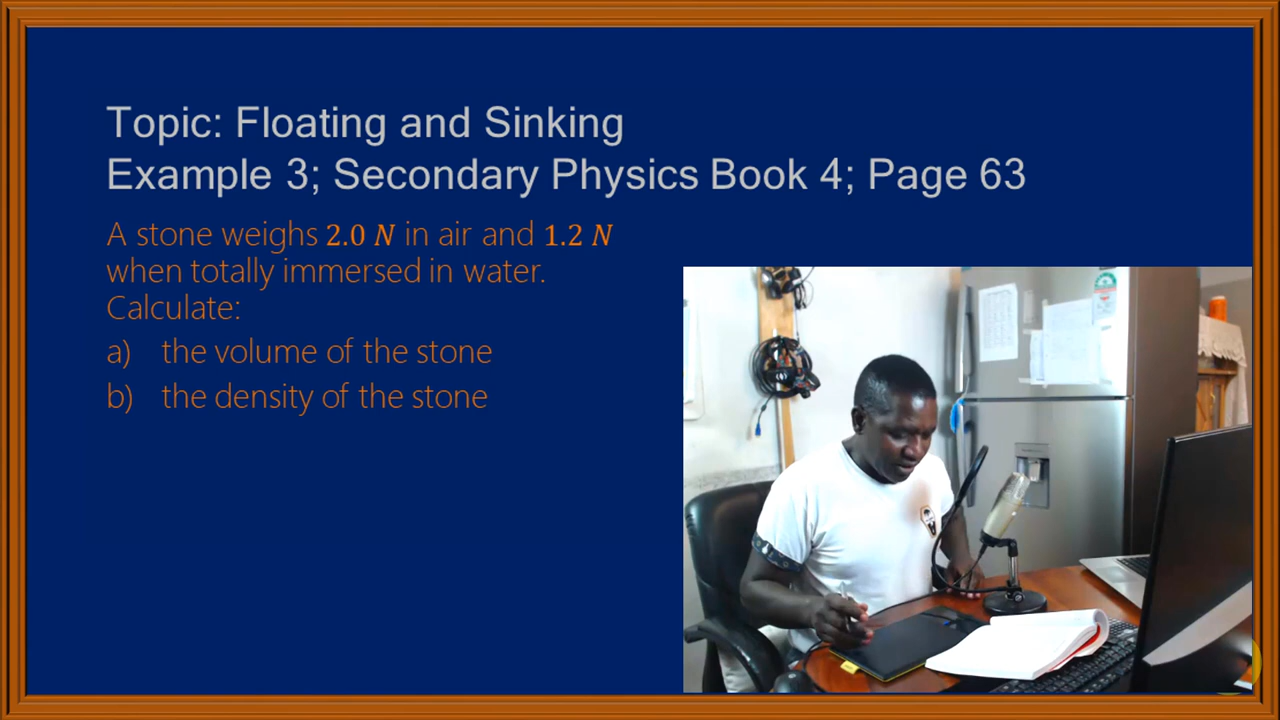 Topic: Floating and Sinking
Example 3; Secondary Physics Book 4; Page 63
A stone weighs 2.0 N in air and 1.2 N
when totally immersed in water.
Calculate:
a) the volume of the stone
b) the density of the stone